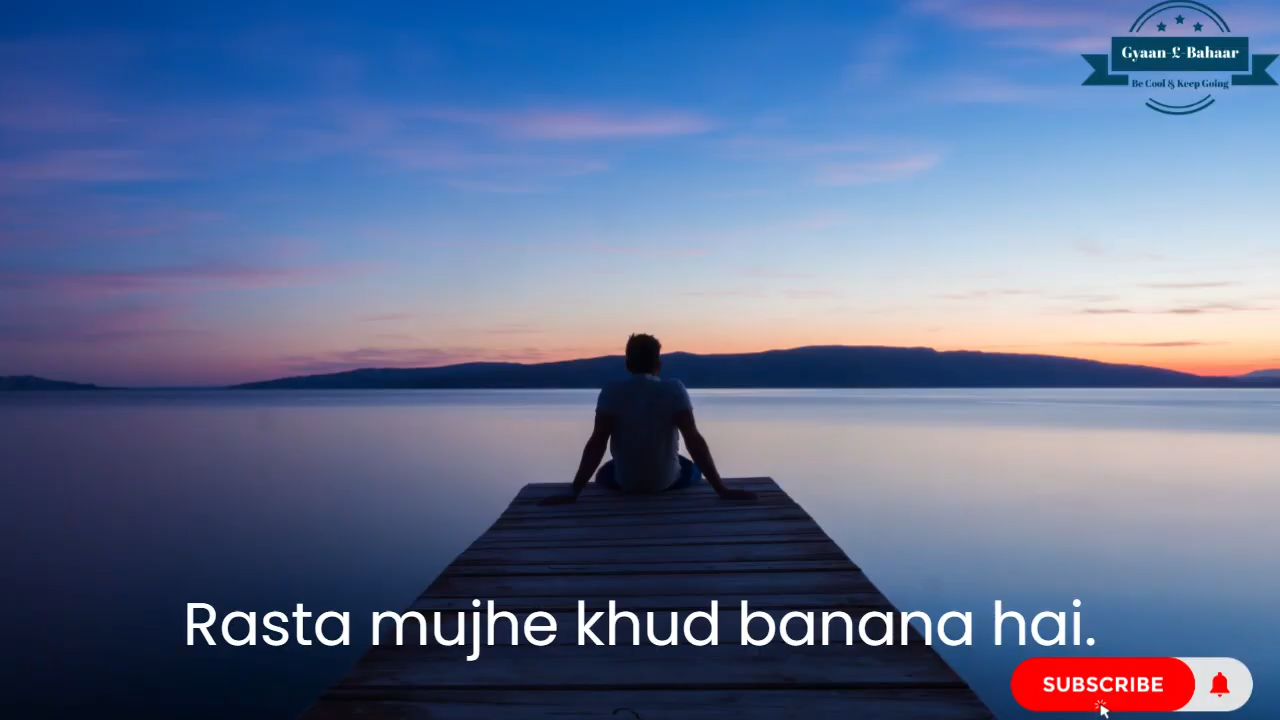 Gyaan-£-Bahaar
Be Cool & Keep Going
Rasta mujhe khud banana hai.
SUBSCRIBE